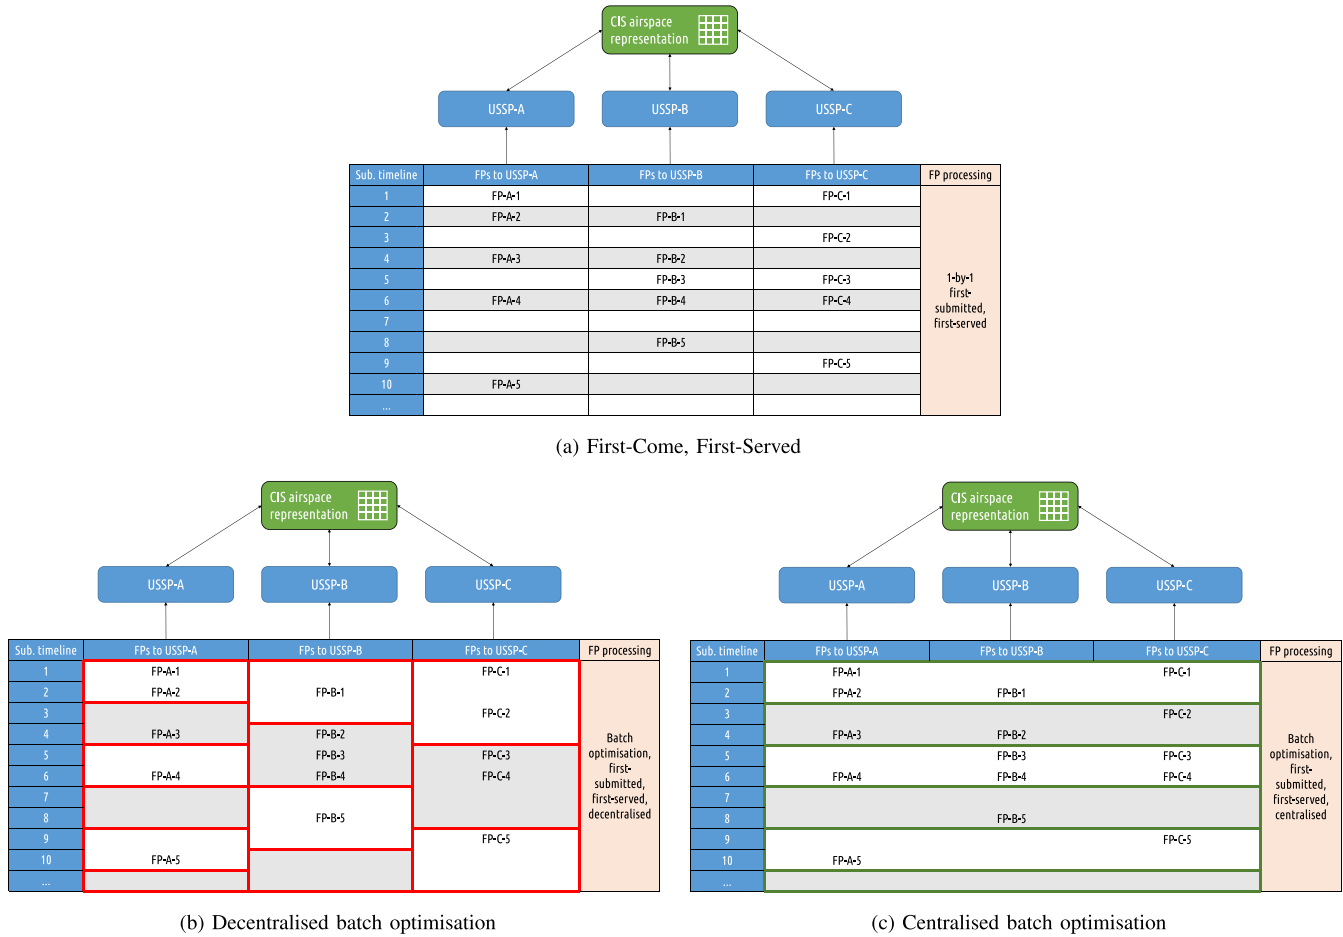 CIS airspace
representation
USSP-A USSP-B USSP-C
Sub. timeline FPs to USSP-A FPs to USSP-B FPs to USSP-C FP processing
1 FP-A-1 FP-C-1
2 FP-A-2 FP-B-1
3 FP-C-2
4 FP-A-3 FP-B-2
5 FP-B-3 FP-C-3
6 FP-A-4 FP-B-4 FP-C-4
7
8 FP-B-5
9 FP-C-5
10 FP-A-5
...
1-by-1
first-
submitted,
first-served
(a) First-Come, First-Served
CIS airspace
representation
USSP-A USSP-B USSP-C
Sub. timeline FPs to USSP-A FPs to USSP-B FPs to USSP-C FP processing
1 FP-A-1 FP-C-1
2 FP-A-2 FP-B-1
3 FP-C-2
4 FP-A-3 FP-B-2
5 FP-B-3 FP-C-3
6 FP-A-4 FP-B-4 FP-C-4
7
8 FP-B-5
9 FP-C-5
10 FP-A-5
...
Batch
optimisation,
first-
submitted,
first-served,
decentralised
(b) Decentralised batch optimisation
CIS airspace
representation
USSP-A USSP-B USSP-C
Sub. timeline FPs to USSP-A FPs to USSP-B FPs to USSP-C FP processing
1 FP-A-1 FP-C-1
2 FP-A-2 FP-B-1
3 FP-C-2
4 FP-A-3 FP-B-2
5 FP-B-3 FP-C-3
6 FP-A-4 FP-B-4 FP-C-4
7
8 FP-B-5
9 FP-C-5
10 FP-A-5
...
Batch
optimisation,
first-
submitted,
first-served,
centralised
(c) Centralised batch optimisation